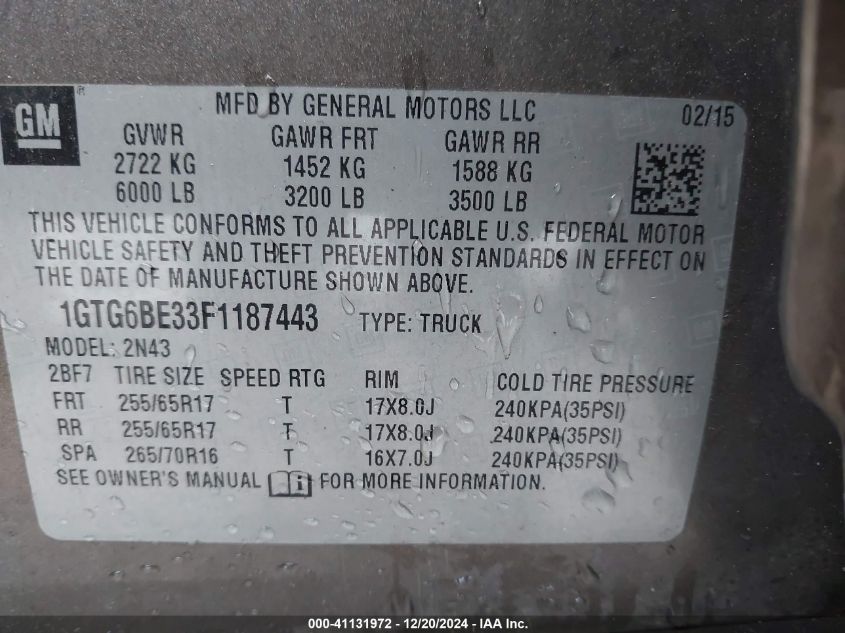 GM
MFD BY GENERAL MOTORS LLC 02/15
GVWR GAWR FRT GAWR RR
2722 KG 1452 KG 1588 KG
6000 LB 3200 LB 3500 LB
THIS VEHICLE CONFORMS TO ALL APPLICABLE U.S. FEDERAL MOTOR
VEHICLE SAFETY AND THEFT PREVENTION STANDARDS IN EFFECT ON
THE DATE OF MANUFACTURE SHOWN ABOVE.
1GTG6BE33F1187443 TYPE: TRUCK
MODEL: 2N43
2BF7 TIRE SIZE SPEED RTG RIM COLD TIRE PRESSURE
FRT 255/65R17 T 17X8.0J 240KPA(35PSI)
RR 255/65R17 T 17X8.0J 240KPA(35PSI)
SPA 265/70R16 T 16X7.0J 240KPA(35PSI)
SEE OWNER'S MANUAL i FOR MORE INFORMATION.
000-41131972 / 12/20/2024 - IAA Inc.